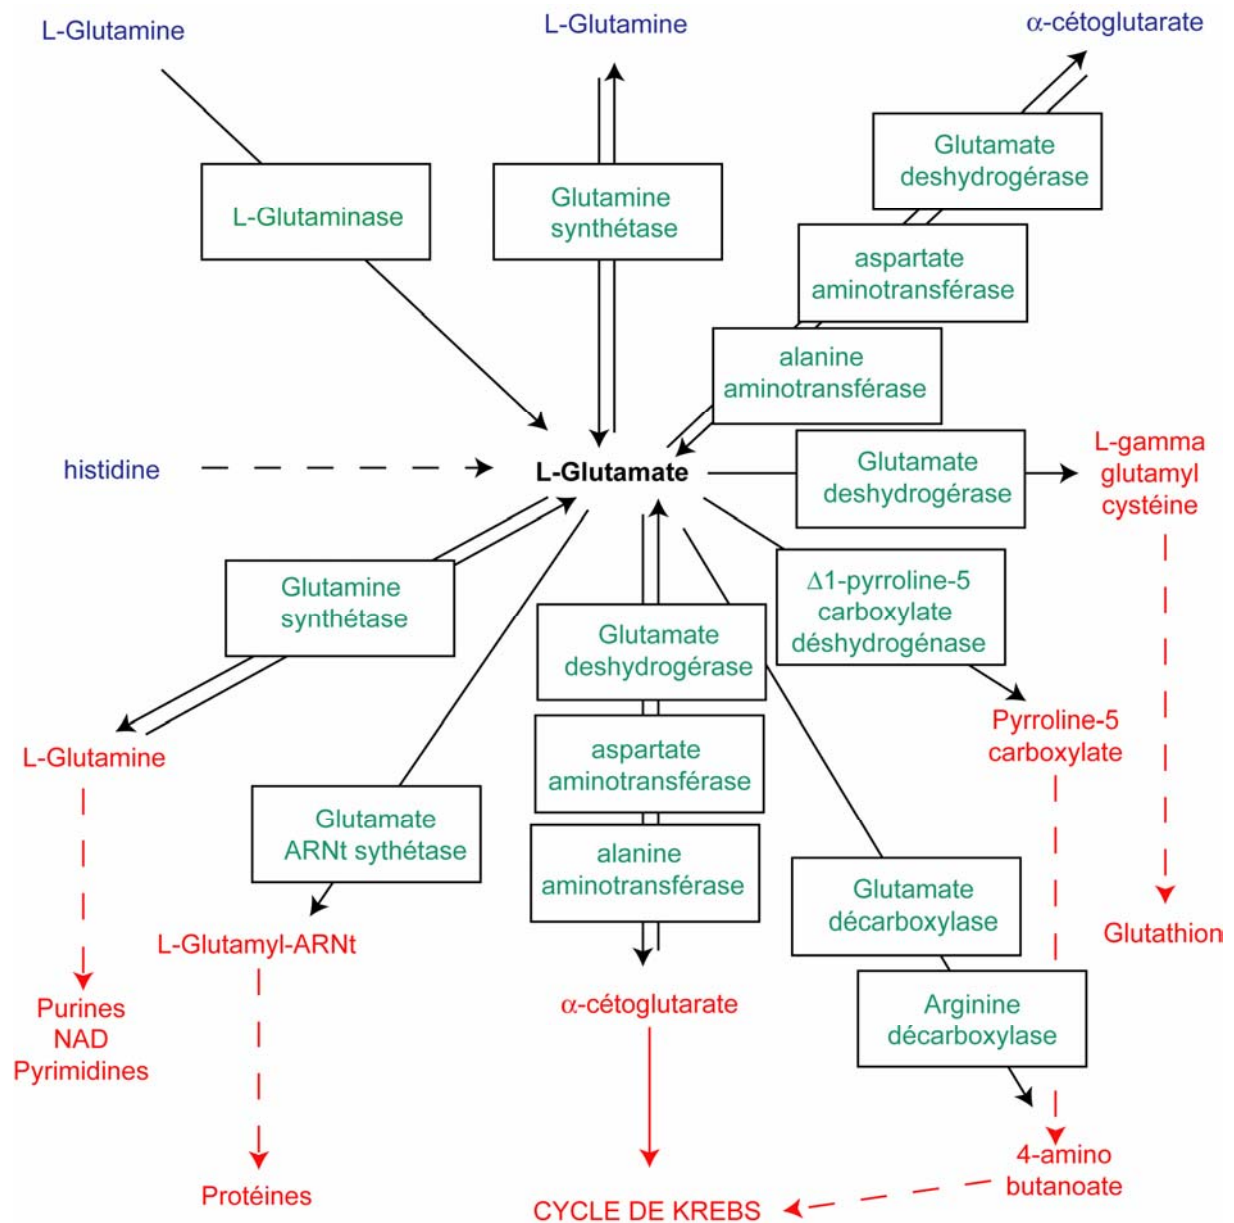 L-Glutamine
L-Glutamine
α-cétoglutarate
Glutamate
deshydrogérase
L-Glutaminase
Glutamine
synthétase
aspartate
aminotransférase
alanine
aminotransférase
histidine
L-Glutamate
Glutamate
deshydrogérase
L-gamma
glutamyl
cystéine
Glutamine
synthétase
Glutamate
deshydrogérase
Δ1-pyrroline-5
carboxylate
déshydrogénase
L-Glutamine
aspartate
aminotransférase
Pyrroline-5
carboxylate
Glutamate
ARNt sythétase
alanine
aminotransférase
Glutamate
décarboxylase
Glutathion
L-Glutamyl-ARNt
Purines
NAD
Pyrimidines
α-cétoglutarate
Arginine
décarboxylase
Protéines
CYCLE DE KREBS
4-amino
butanoate